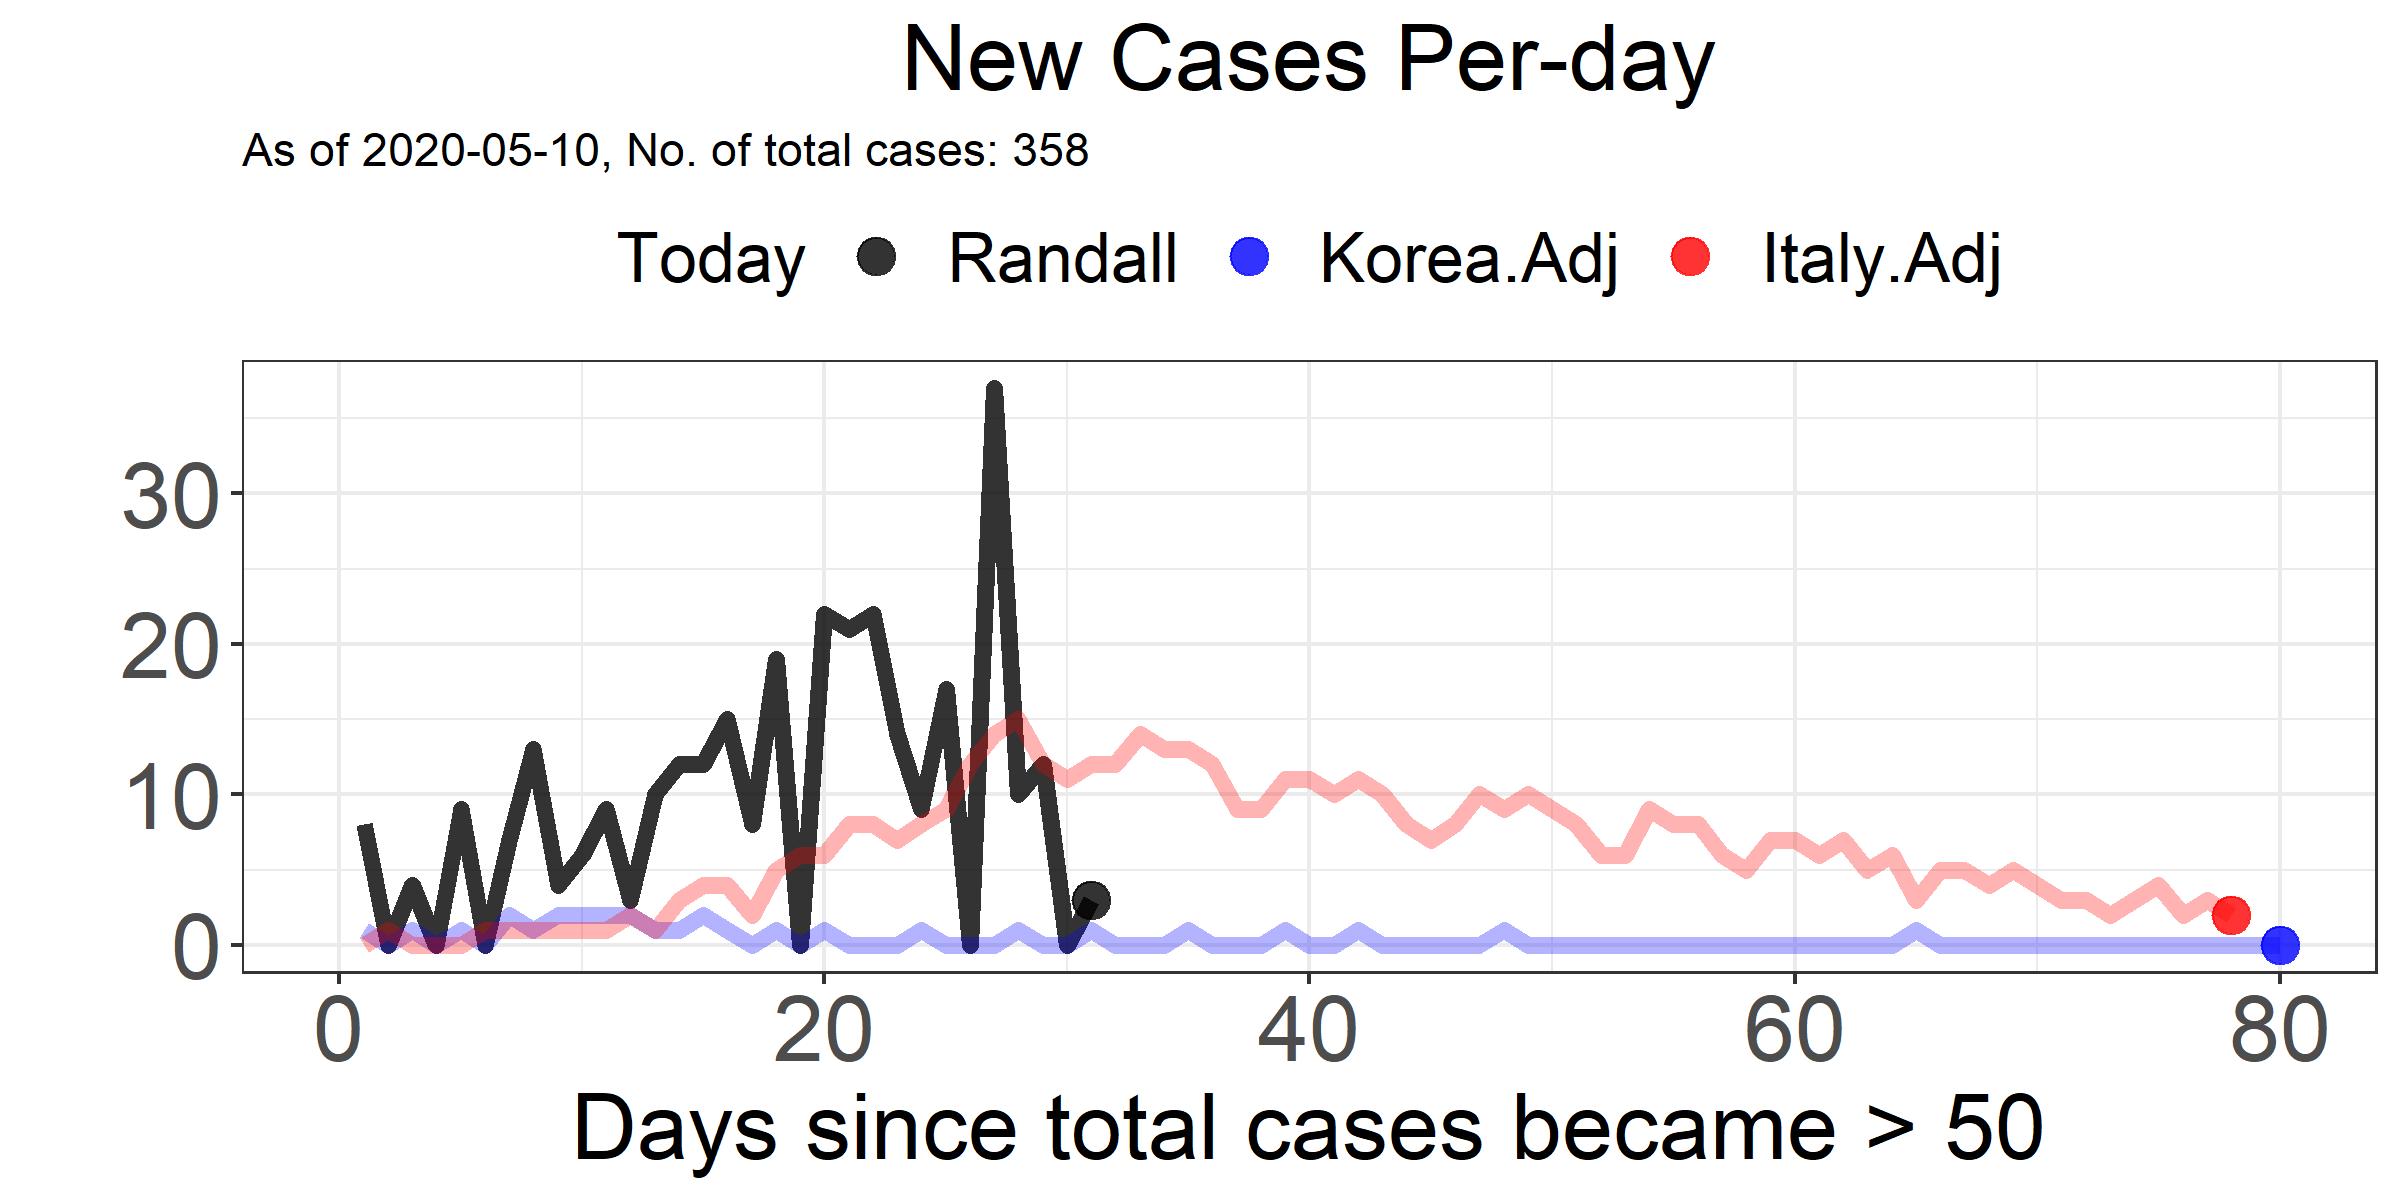 New Cases Per-day
As of 2020-05-10, No. of total cases: 358
Today Randall Korea.Adj Italy.Adj
30
20
10
0
0 20 40 60 80
Days since total cases became > 50